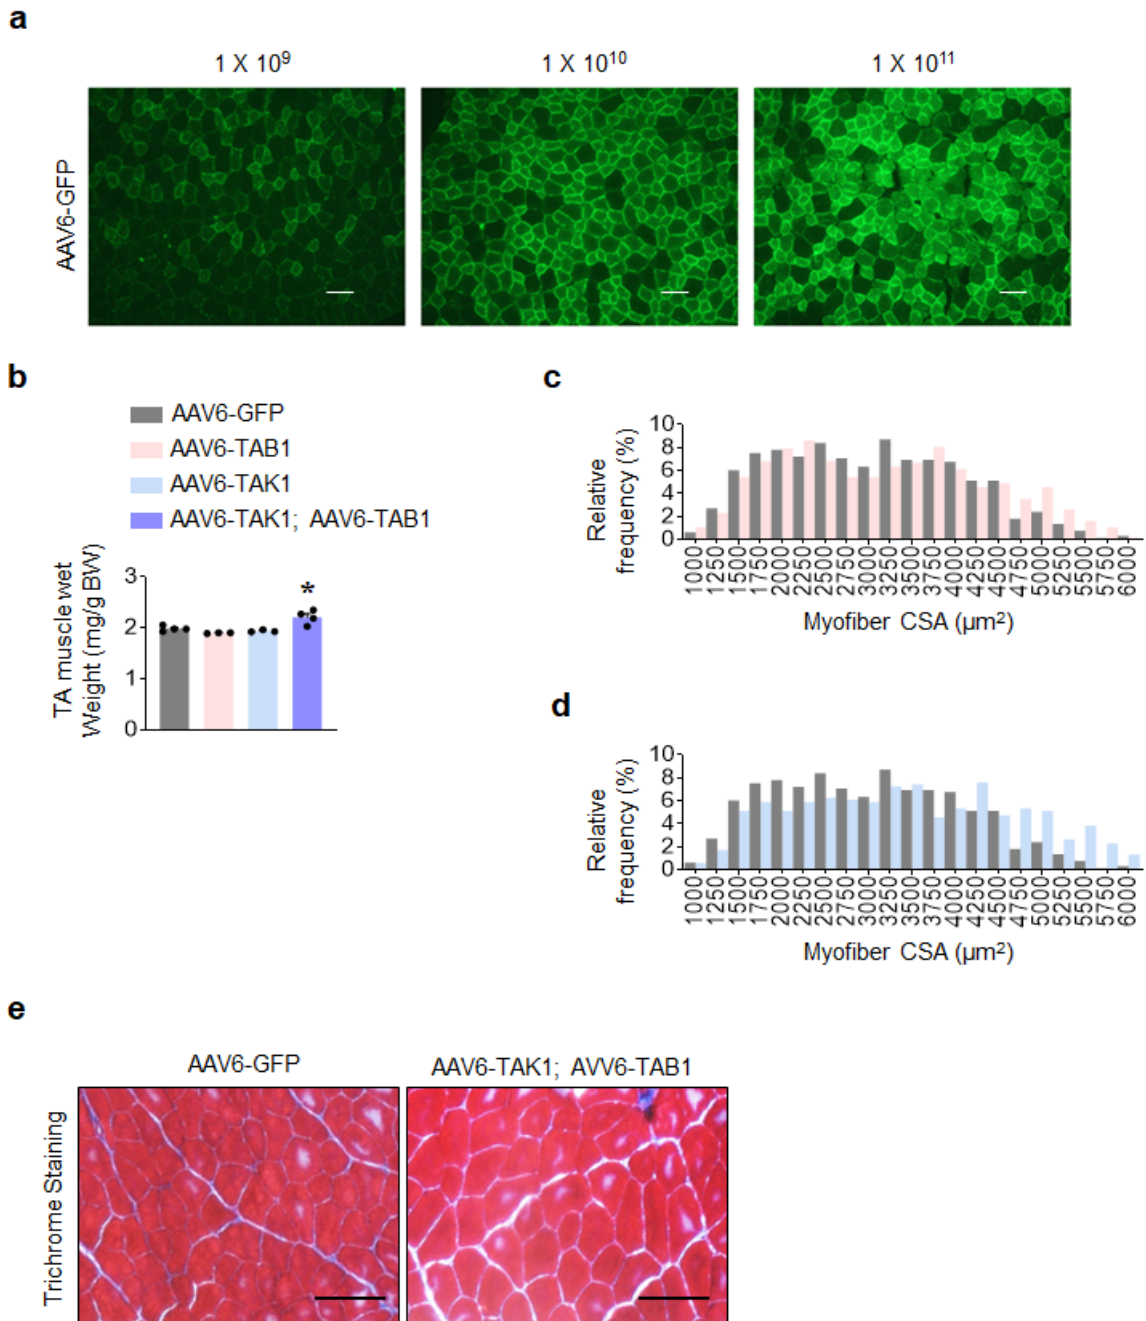 a
1 X 10⁹
1 X 10¹⁰
1 X 10¹¹
AAV6-GFP
b
AAV6-GFP
AAV6-TAB1
AAV6-TAK1
AAV6-TAK1; AAV6-TAB1
TA muscle wet
Weight (mg/g BW)
3
2
1
0
*
c
Relative
frequency (%)
10
8
6
4
2
0
1000
1250
1500
1750
2000
2250
2500
2750
3000
3250
3500
3750
4000
4250
4500
4750
5000
5250
5500
5750
6000
Myofiber CSA (µm²)
d
Relative
frequency (%)
10
8
6
4
2
0
1000
1250
1500
1750
2000
2250
2500
2750
3000
3250
3500
3750
4000
4250
4500
4750
5000
5250
5500
5750
6000
Myofiber CSA (µm²)
e
AAV6-GFP
AAV6-TAK1; AVV6-TAB1
Trichrome Staining